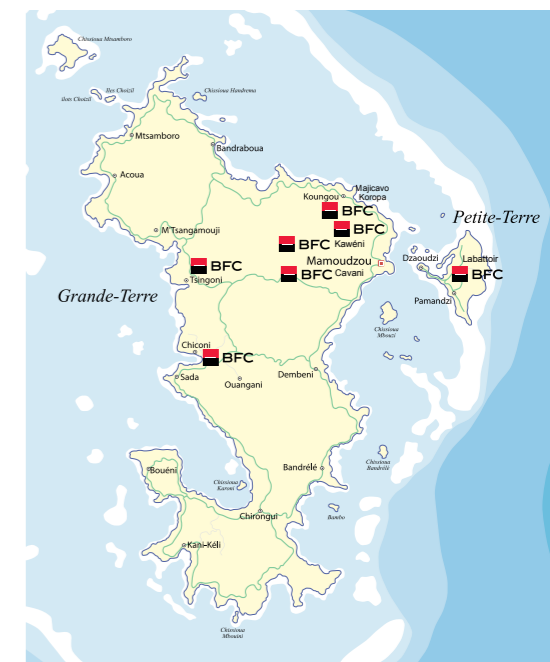 Chissioua Mtsamboro
îles Choizil
ilots Choizil
Chissioua Handrema
Mtsamboro
Bandraboua
Acoua
Majicavo
Koropa
Koungou
BFC
M'Tsangamouji
BFC
Kawéni
BFC
Petite-Terre
Mamoudzou
Dzaoudzi
Labattoir
BFC
Tsingoni
BFC
Cavani
BFC
Pamandzi
Grande-Terre
Chissioua
Mbouzi
Chiconi
BFC
Sada
Ouangani
Dembeni
Bouéni
Bandrélé
Chissioua
Bandrélé
Chissioua
Karoni
Chirongui
Bambo
Kani-Kéli
Chissioua
Mbouini